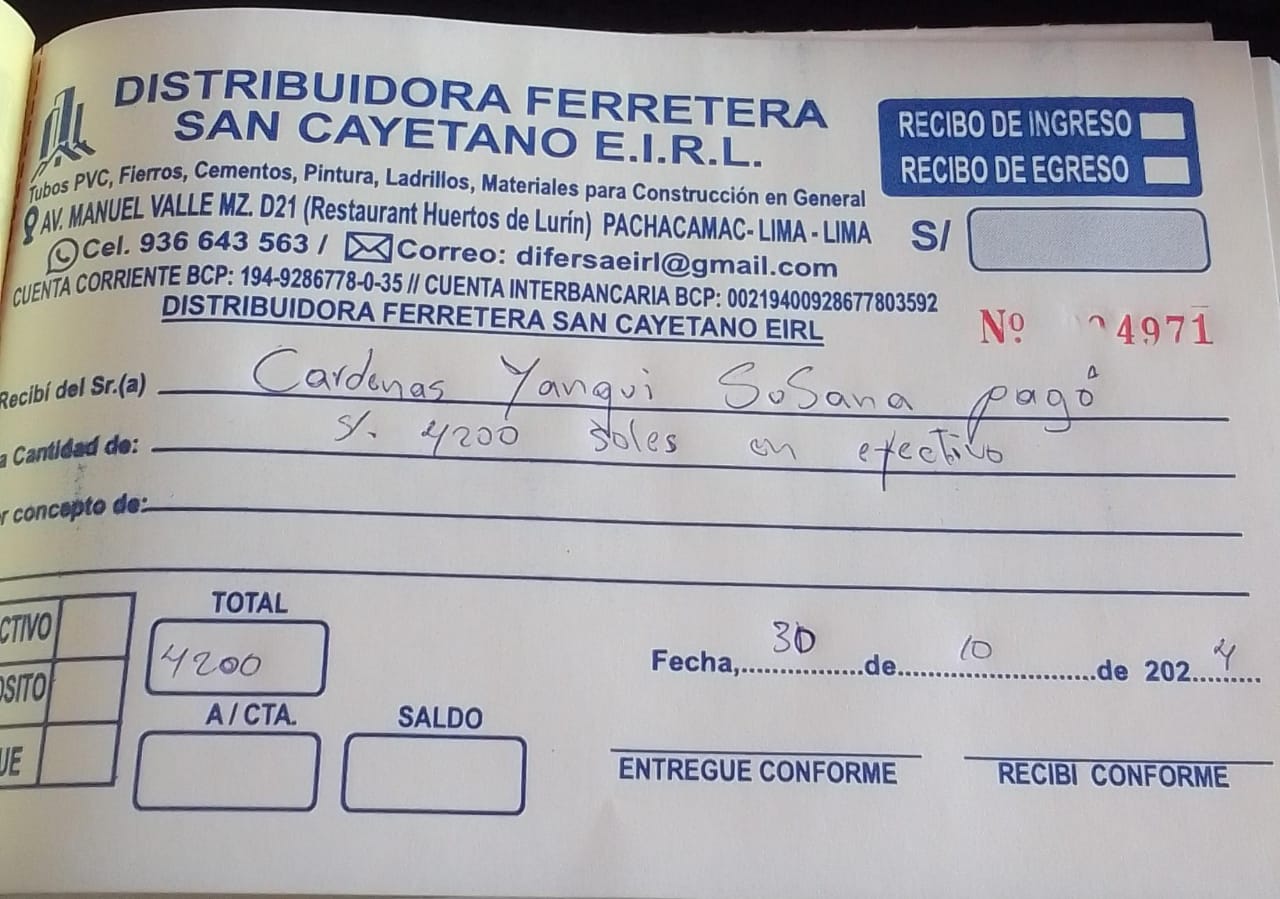 DISTRIBUIDORA FERRETERA
SAN CAYETANO E.I.R.L.
Tubos PVC, Fierros, Cementos, Pintura, Ladrillos, Materiales para Construcción en General
AV. MANUEL VALLE MZ. D21 (Restaurant Huertos de Lurín) PACHACAMAC- LIMA - LIMA
Cel. 936 643 563 / Correo: difersaeirl@gmail.com
CUENTA CORRIENTE BCP: 194-9286778-0-35 // CUENTA INTERBANCARIA BCP: 00219400928677803592
DISTRIBUIDORA FERRETERA SAN CAYETANO EIRL
RECIBO DE INGRESO
RECIBO DE EGRESO
S/
Nº 4971
Recibí del Sr.(a) Cardenas Yanqui SoSana pagó
a Cantidad de: S/. 4200 soles en efectivo
r concepto de:
CTIVO
OSITO
UE
TOTAL
4200
A / CTA.
SALDO
Fecha, 30 de 10 de 2024
ENTREGUE CONFORME
RECIBI CONFORME